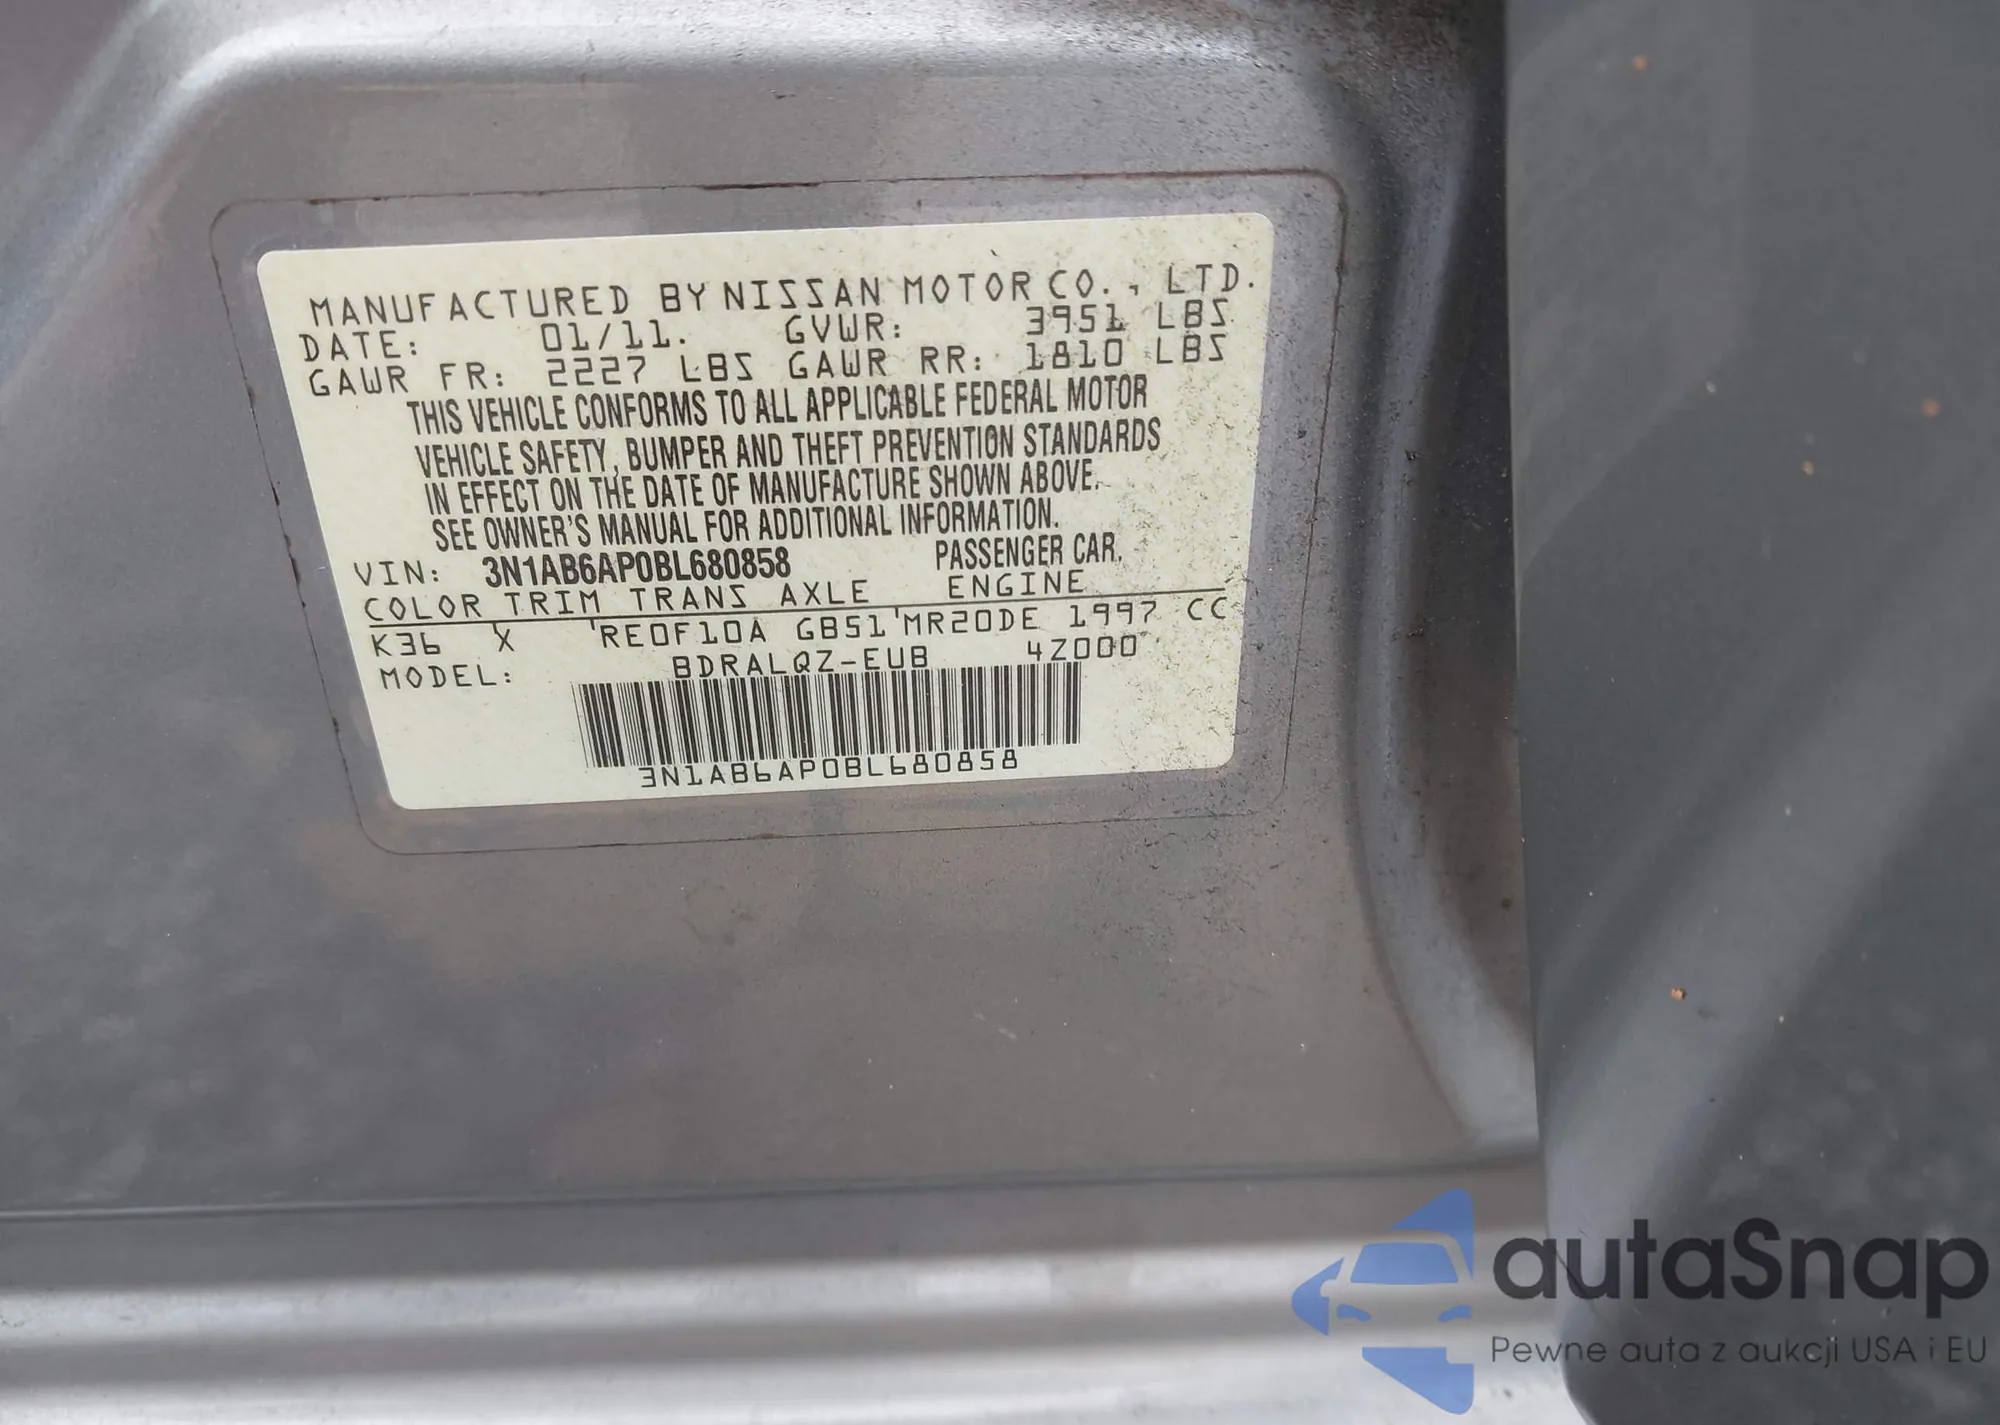 MANUFACTURED BY NISSAN MOTOR CO., LTD.
DATE: 01/11. GVWR: 3951 LBS
GAWR FR: 2227 LBS GAWR RR: 1810 LBS
THIS VEHICLE CONFORMS TO ALL APPLICABLE FEDERAL MOTOR
VEHICLE SAFETY, BUMPER AND THEFT PREVENTION STANDARDS
IN EFFECT ON THE DATE OF MANUFACTURE SHOWN ABOVE.
SEE OWNER'S MANUAL FOR ADDITIONAL INFORMATION.
VIN: 3N1AB6AP0BL680858 PASSENGER CAR.
COLOR TRIM TRANS AXLE ENGINE
K36 X RE0F10A GB51 MR20DE 1997 CC
MODEL: BDRALQZ-EUB 4Z000
3N1AB6AP0BL680858
autaSnap
Pewne auta z aukcji USA i EU